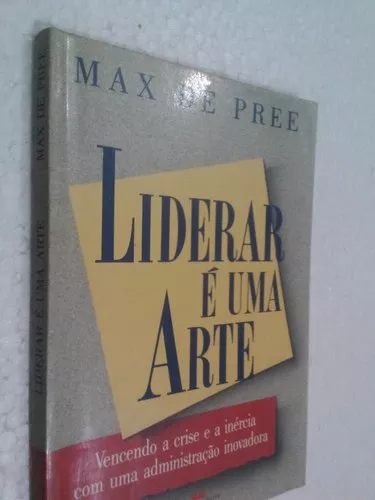 MAX DE PREE
LIDERAR
É UMA
ARTE
Vencendo a crise e a inércia
com uma administração inovadora
LIDERAR É UMA ARTE MAX DE PREE